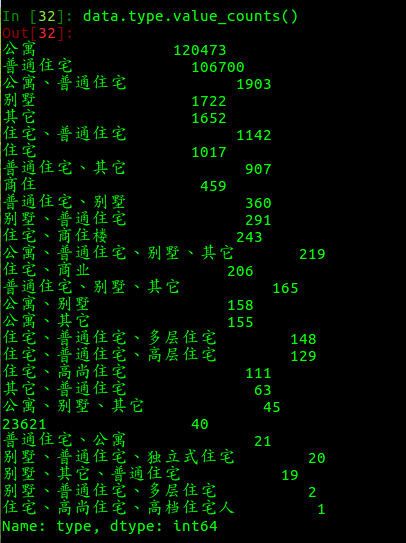 In [32]: data.type.value_counts()
Out[32]:
公寓 120473
普通住宅 106700
公寓、普通住宅 1903
别墅 1722
其它 1652
住宅、普通住宅 1142
住宅 1017
普通住宅、其它 907
商住 459
普通住宅、别墅 360
别墅、普通住宅 291
住宅、商住楼 243
公寓、普通住宅、别墅、其它 219
住宅、商业 206
普通住宅、别墅、其它 165
公寓、别墅 158
公寓、其它 155
住宅、普通住宅、多层住宅 148
住宅、普通住宅、高层住宅 129
住宅、高尚住宅 111
其它、普通住宅 63
公寓、别墅、其它 45
23621 40
普通住宅、公寓 21
别墅、普通住宅、独立式住宅 20
别墅、其它、普通住宅 19
别墅、普通住宅、多层住宅 2
住宅、高尚住宅、高档住宅人 1
Name: type, dtype: int64